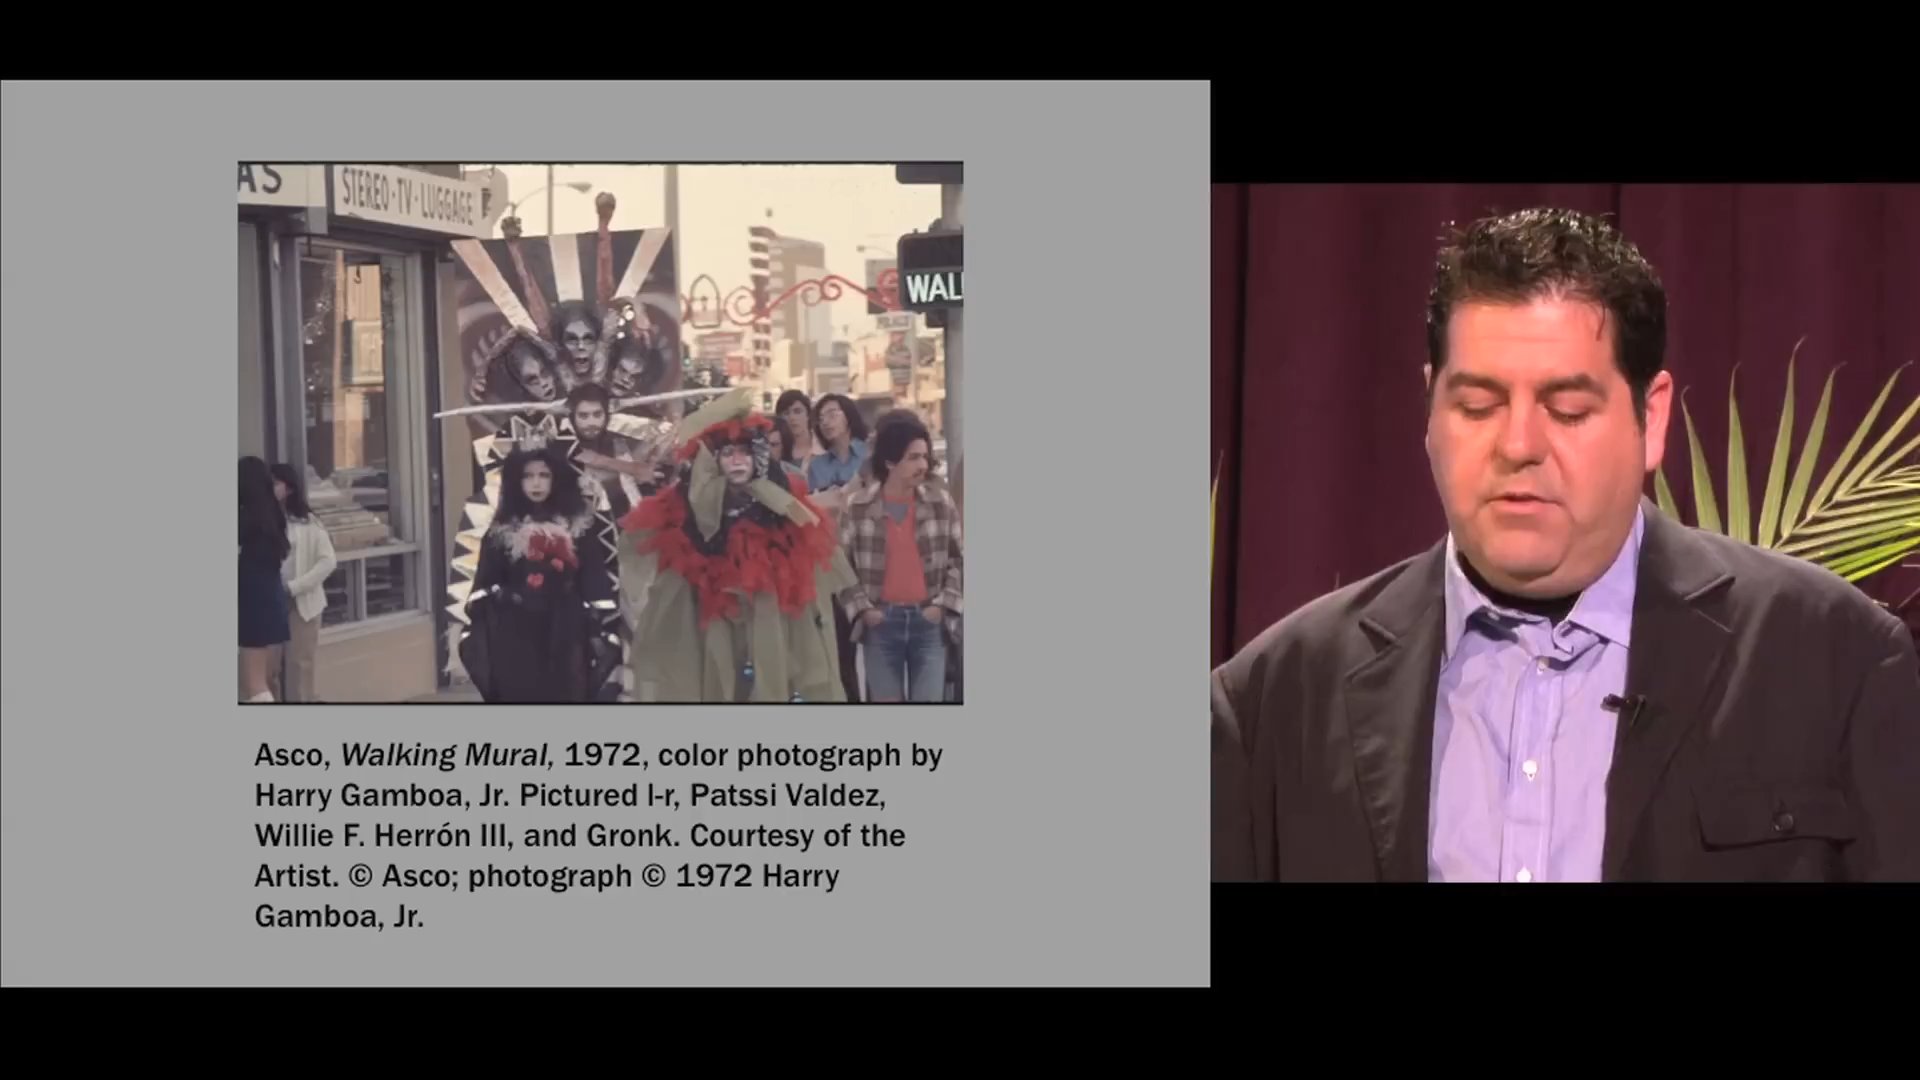 AS
STEREO·TV·LUGGAGE
WAL
Asco, Walking Mural, 1972, color photograph by
Harry Gamboa, Jr. Pictured l-r, Patssi Valdez,
Willie F. Herrón III, and Gronk. Courtesy of the
Artist. © Asco; photograph © 1972 Harry
Gamboa, Jr.